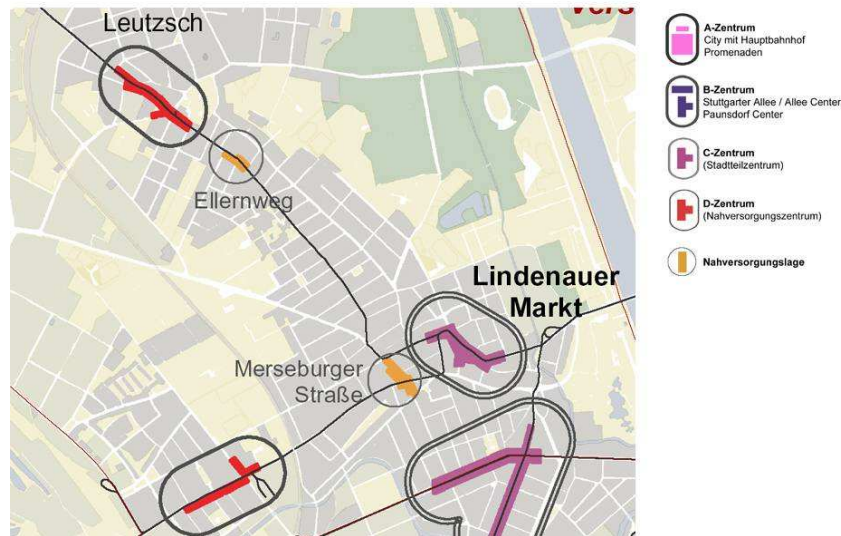 Leutzsch
Ellernweg
Lindenauer
Markt
Merseburger
Straße
A-Zentrum
City mit Hauptbahnhof
Promenaden
B-Zentrum
Stuttgarter Allee / Allee Center
Paunsdorf Center
C-Zentrum
(Stadtteilzentrum)
D-Zentrum
(Nahversorgungszentrum)
Nahversorgungslage